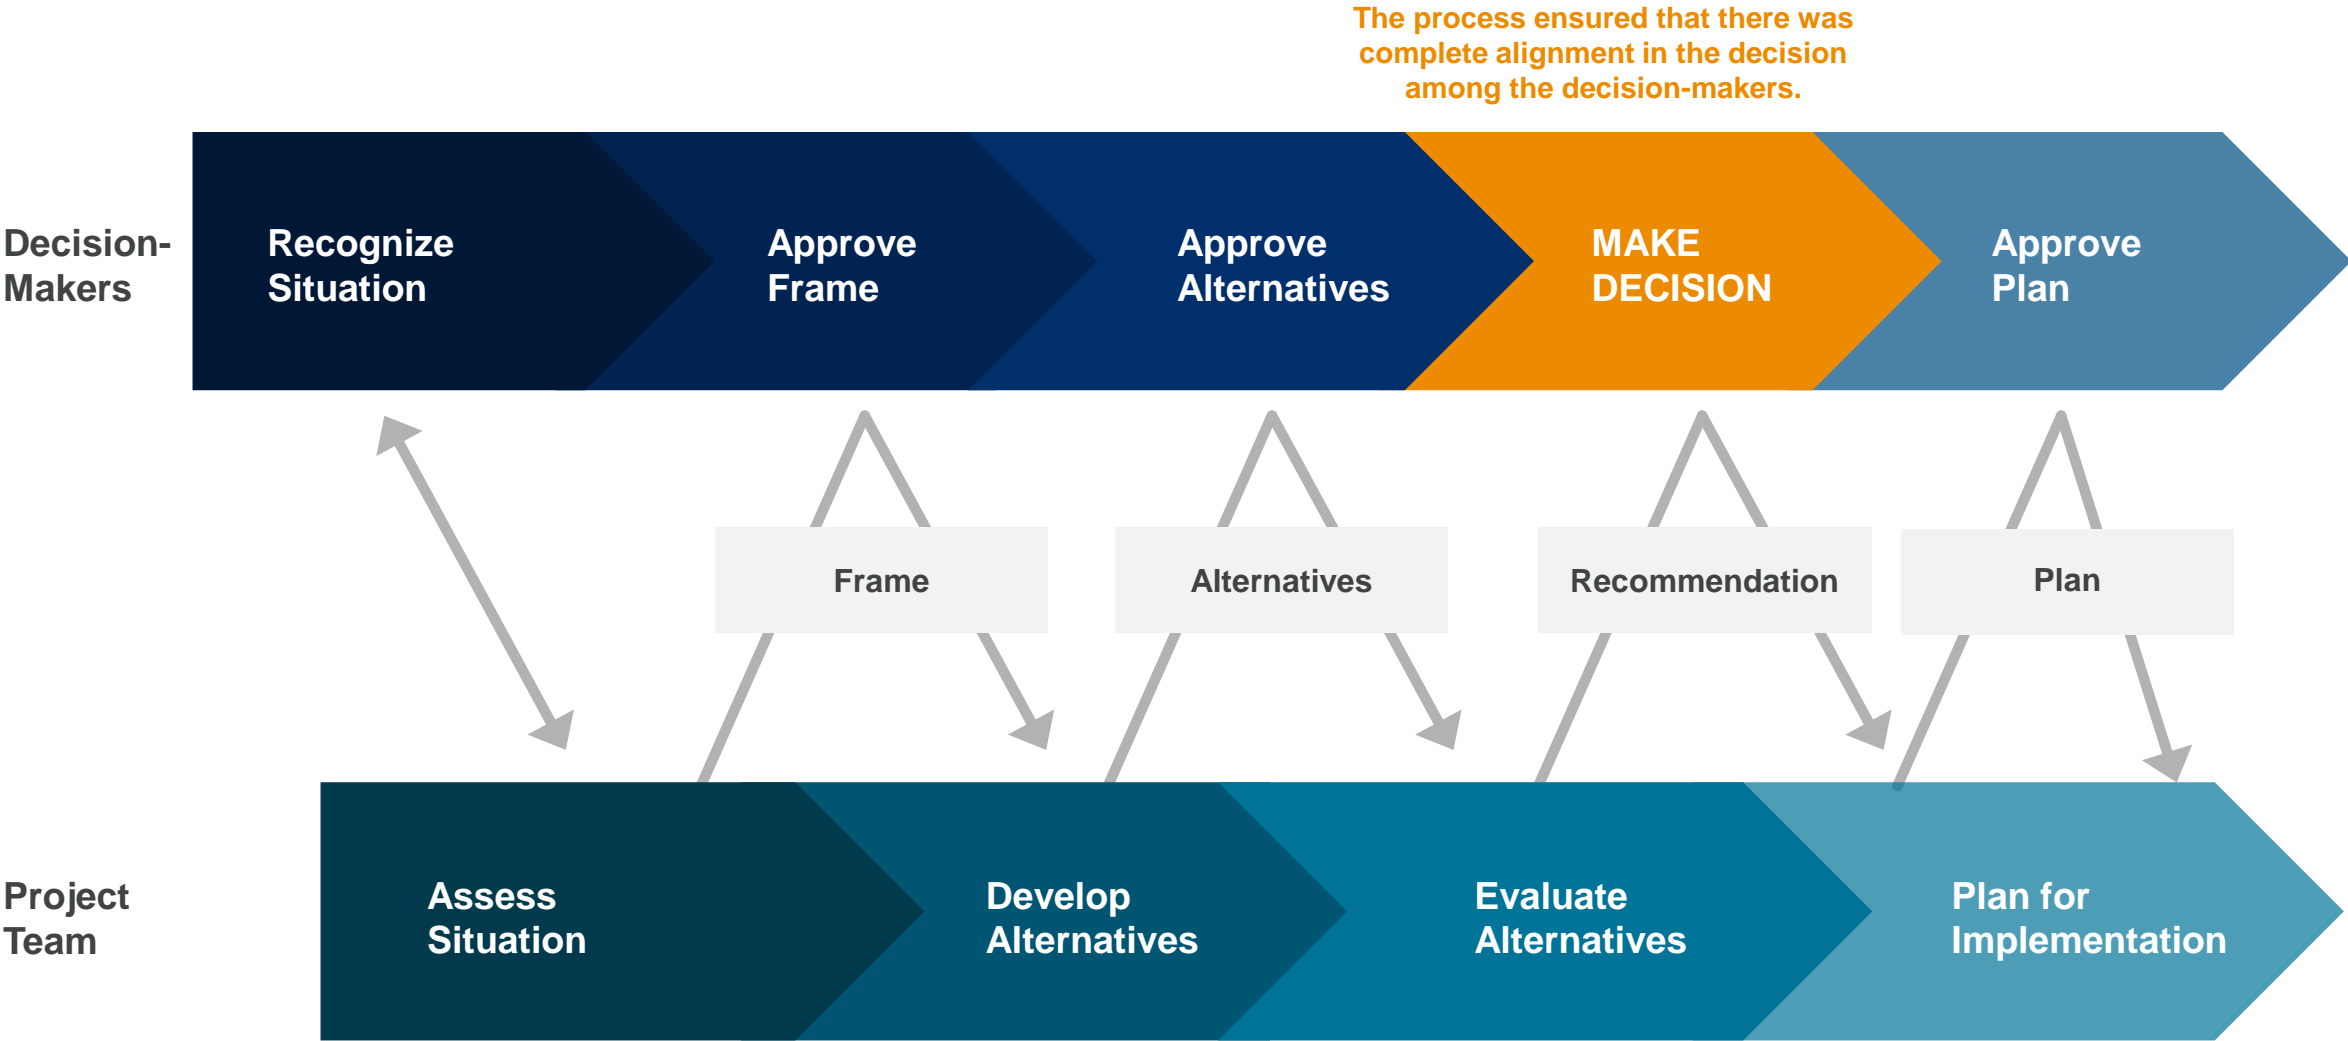 The process ensured that there was
complete alignment in the decision
among the decision-makers.
Decision-
Makers
Recognize
Situation
Approve
Frame
Approve
Alternatives
MAKE
DECISION
Approve
Plan
Frame
Alternatives
Recommendation
Plan
Project
Team
Assess
Situation
Develop
Alternatives
Evaluate
Alternatives
Plan for
Implementation